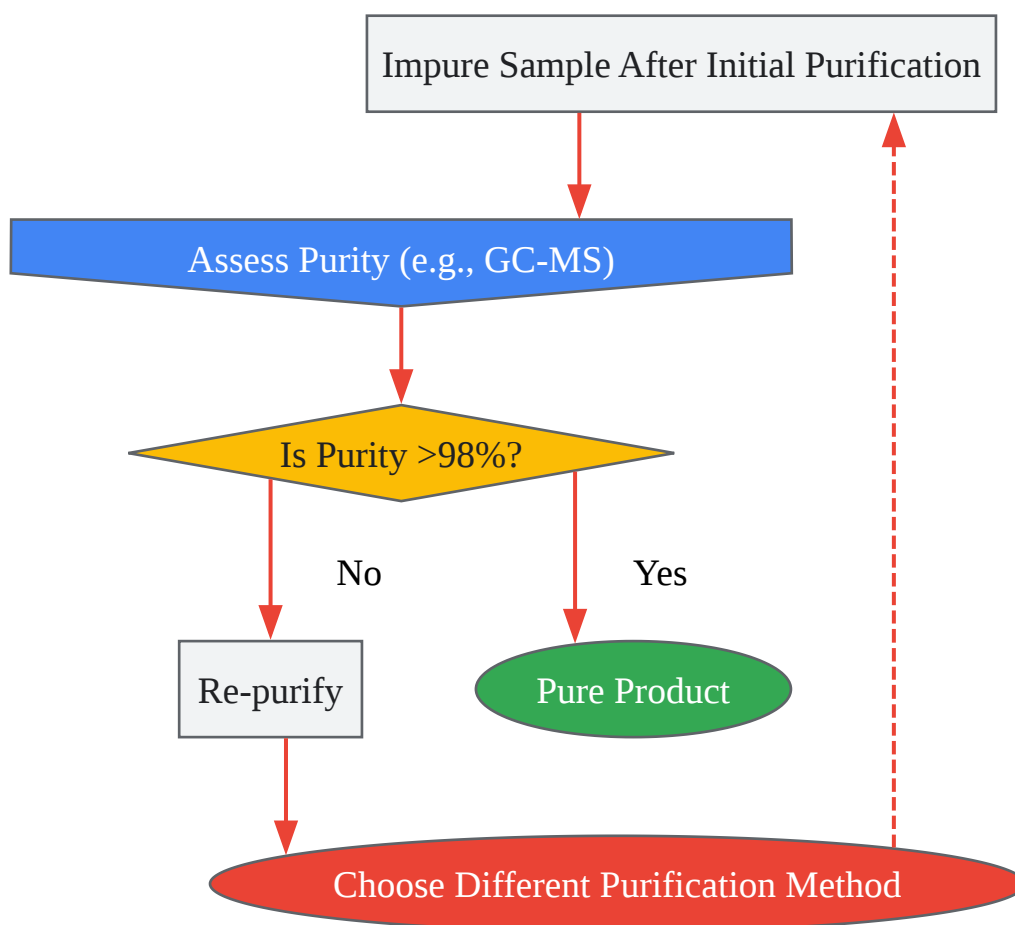 Impure Sample After Initial Purification
Assess Purity (e.g., GC-MS)
Is Purity >98%?
No
Yes
Re-purify
Pure Product
Choose Different Purification Method